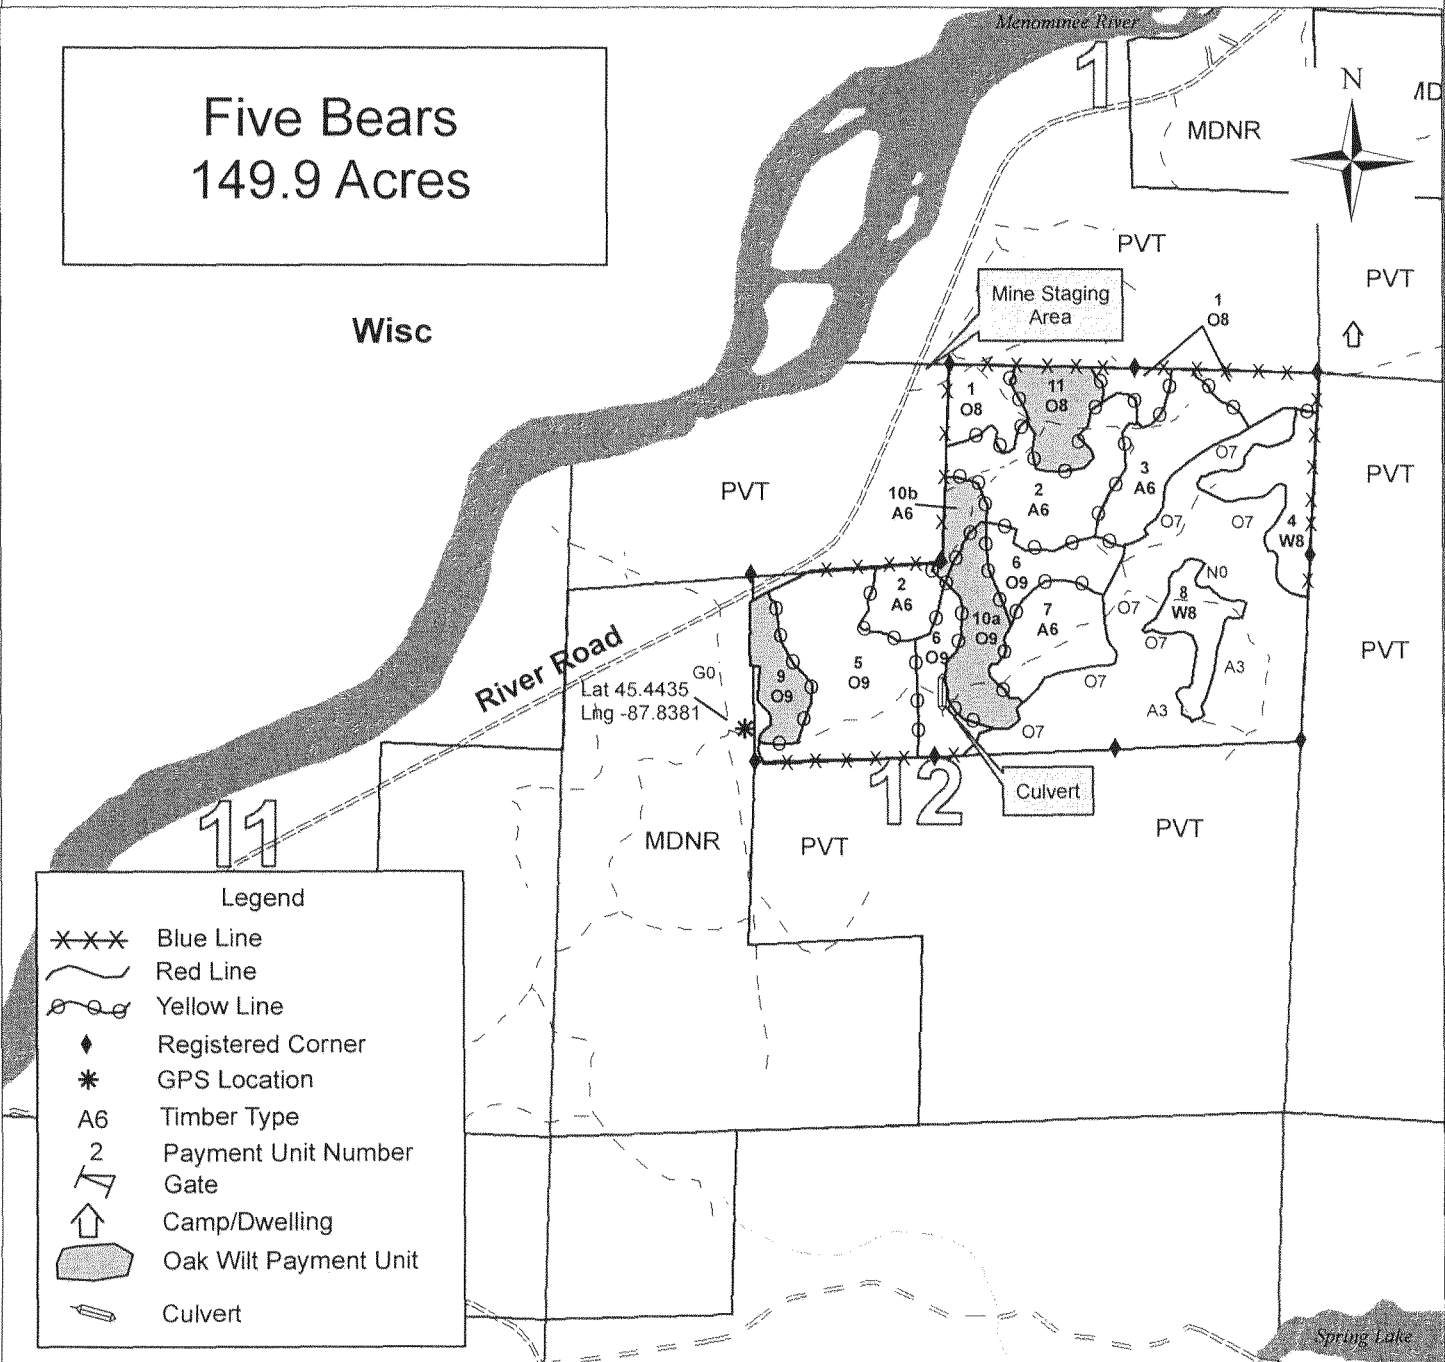 Menominee River
1
Five Bears
149.9 Acres
MDNR
N
PVT
PVT
Mine Staging
Area
1
O8
Wisc
1
O8
11
O8
O7
3
A6
PVT
PVT
10b
A6
2
A6
O7
O7
4
W8
6
O9
N0
2
A6
8
W8
10a
O9
7
A6
O7
6
O9
O7
PVT
River Road
5
O9
G0
9
O9
A3
Lat 45.4435
Lng -87.8381
O7
A3
O7
12
Culvert
11
MDNR
PVT
PVT
Legend
Blue Line
Red Line
Yellow Line
Registered Corner
GPS Location
A6 Timber Type
2 Payment Unit Number
Gate
Camp/Dwelling
Oak Wilt Payment Unit
Culvert
Spring Lake